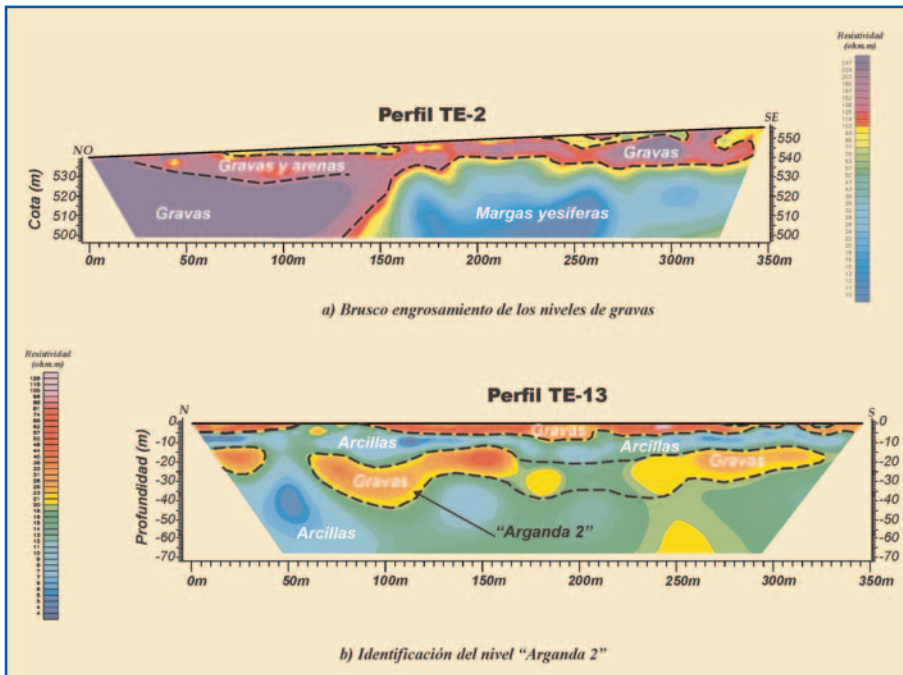 Resistividad
(ohm.m)
Perfil TE-2
NO
SE
Gravas y arenas
Gravas
Gravas
Margas yesíferas
Cota (m)
530
520
510
500
550
540
530
520
510
500
0m
50m
100m
150m
200m
250m
300m
350m
a) Brusco engrosamiento de los niveles de gravas
Resistividad
(ohm.m)
Perfil TE-13
N
S
Profundidad (m)
0
-10
-20
-30
-40
-50
-60
-70
0
-10
-20
-30
-40
-50
-60
-70
Gravas
Arcillas
Arcillas
Gravas
Gravas
"Arganda 2"
Arcillas
0m
50m
100m
150m
200m
250m
300m
350m
b) Identificación del nivel "Arganda 2"